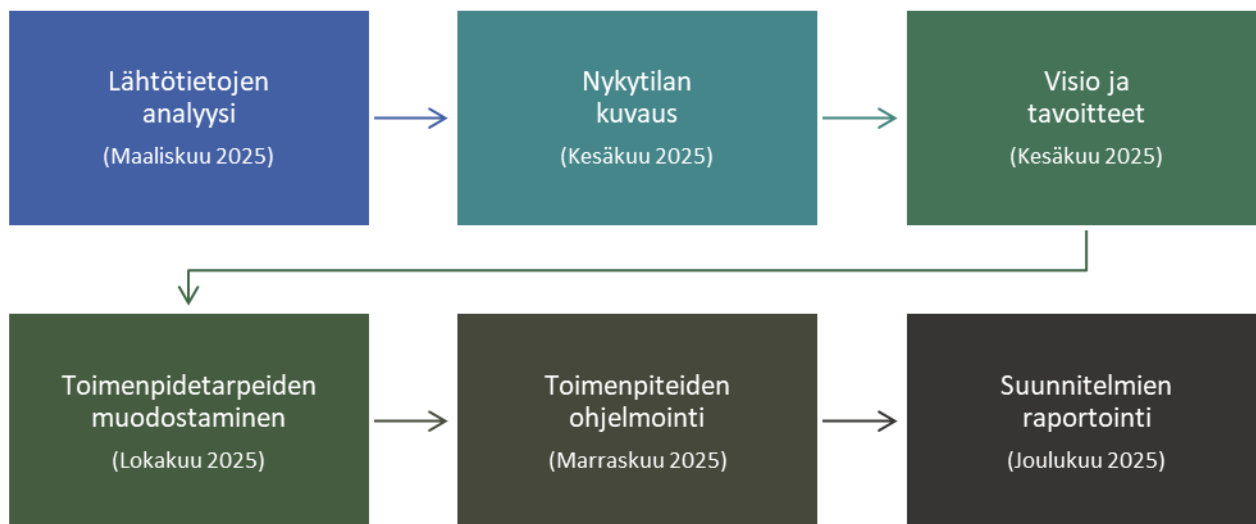 Lähtötietojen
analyysi
(Maaliskuu 2025)
Nykytilan
kuvaus
(Kesäkuu 2025)
Visio ja
tavoitteet
(Kesäkuu 2025)
Toimenpidetarpeiden
muodostaminen
(Lokakuu 2025)
Toimenpiteiden
ohjelmointi
(Marraskuu 2025)
Suunnitelmien
raportointi
(Joulukuu 2025)